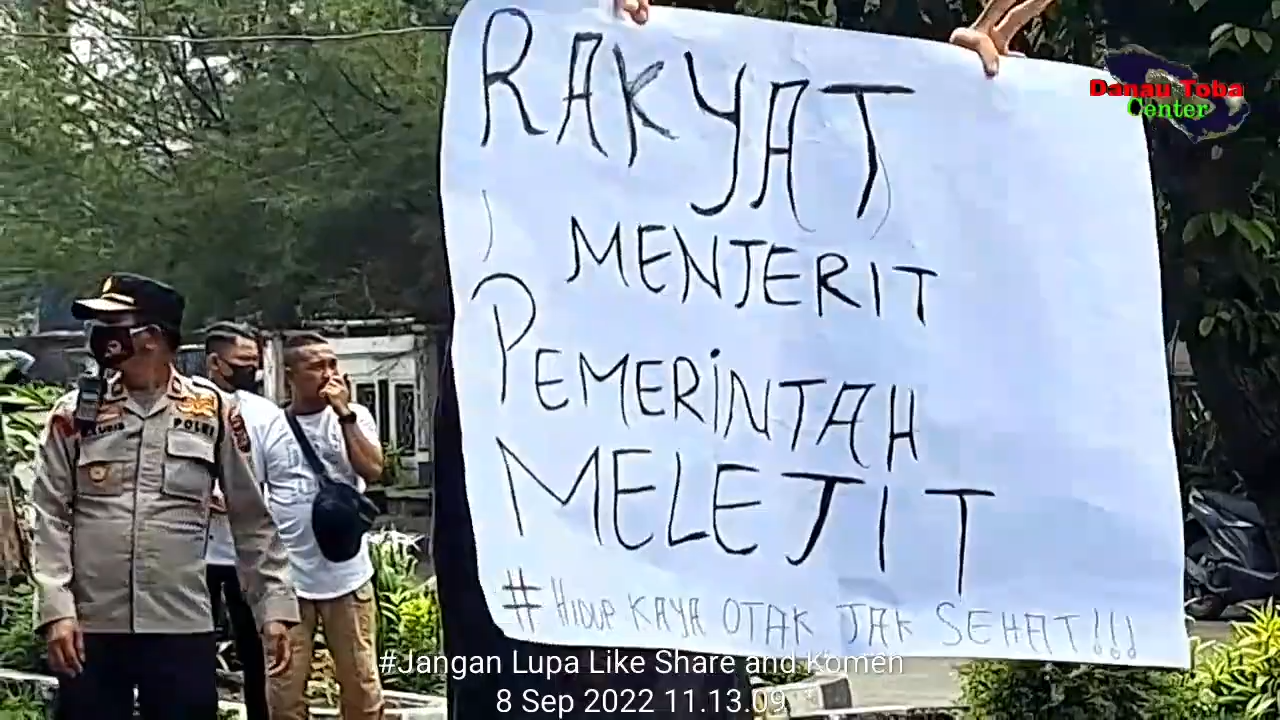 RAKYAT
MENJERIT
PEMERINTAH
MELEJIT
#HIDUP KAYA OTAK JAK SEHAT!!!
Danau Toba
Center
POLRI
#Jangan Lupa Like Share and Komen
8 Sep 2022 11.13.09